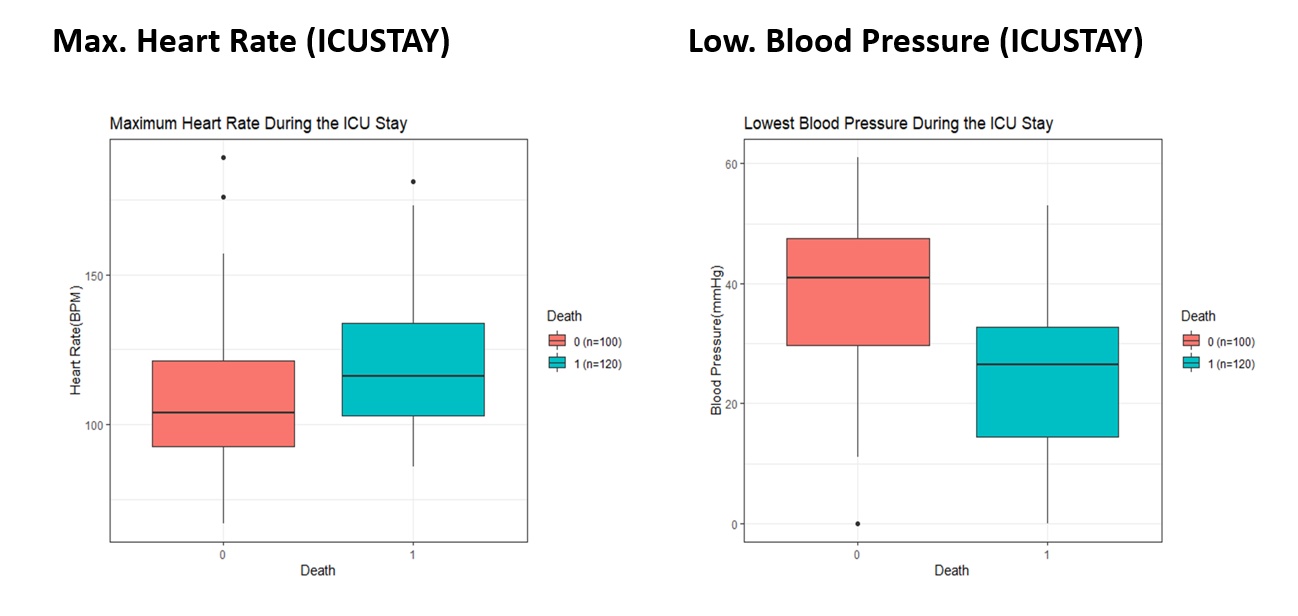 Max. Heart Rate (ICUSTAY)
Low. Blood Pressure (ICUSTAY)
Maximum Heart Rate During the ICU Stay
Heart Rate(BPM)
150
100
0
1
Death
Death
0 (n=100)
1 (n=120)
Lowest Blood Pressure During the ICU Stay
Blood Pressure(mmHg)
60
40
20
0
0
1
Death
Death
0 (n=100)
1 (n=120)